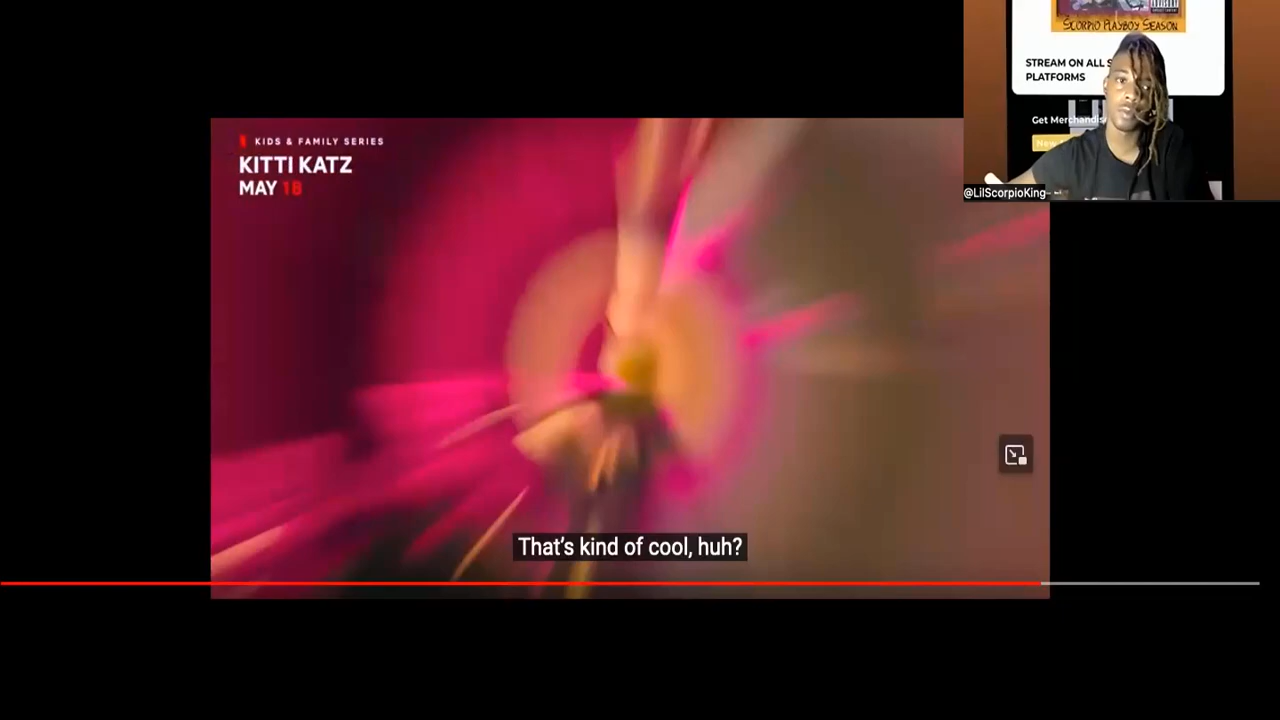 SCORPIO PLAYBOY SEASON
STREAM ON ALL S
PLATFORMS
Get Merchandis
New
@LilScorpioKing
KIDS & FAMILY SERIES
KITTI KATZ
MAY 18
That's kind of cool, huh?